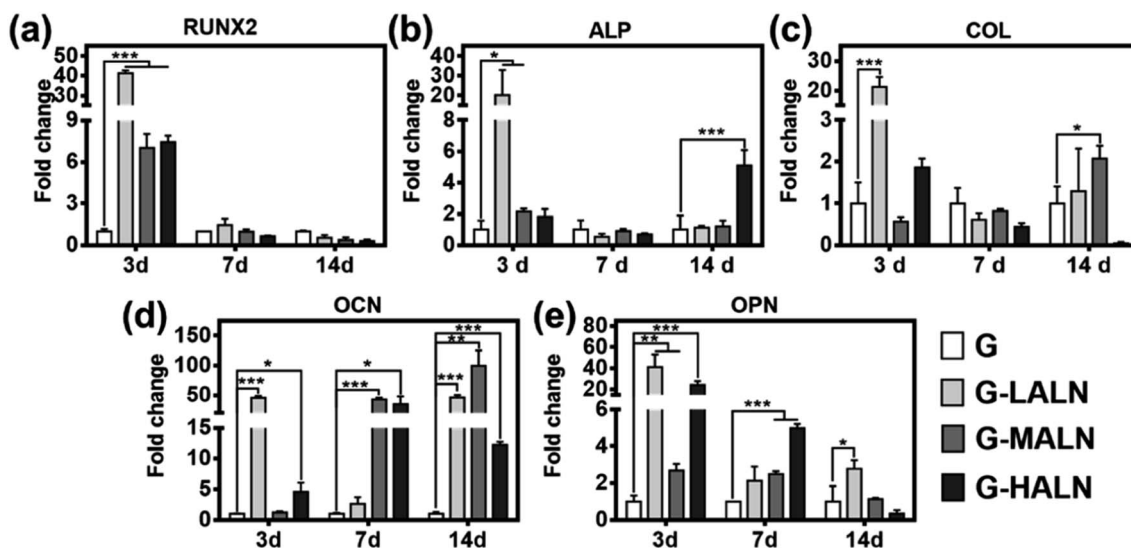 (a) RUNX2
Fold change
50
40
30
9
6
3
0
***
3d 7d 14d
(b) ALP
Fold change
40
30
20
10
6
4
2
0
*
***
3 d 7 d 14 d
(c) COL
Fold change
30
20
3
2
1
0
***
*
3 d 7 d 14 d
(d) OCN
Fold change
150
100
50
15
10
5
0
***
*
***
*
***
**
***
3d 7d 14d
(e) OPN
Fold change
80
60
40
20
6
4
2
0
**
***
***
*
3d 7d 14d
G
G-LALN
G-MALN
G-HALN